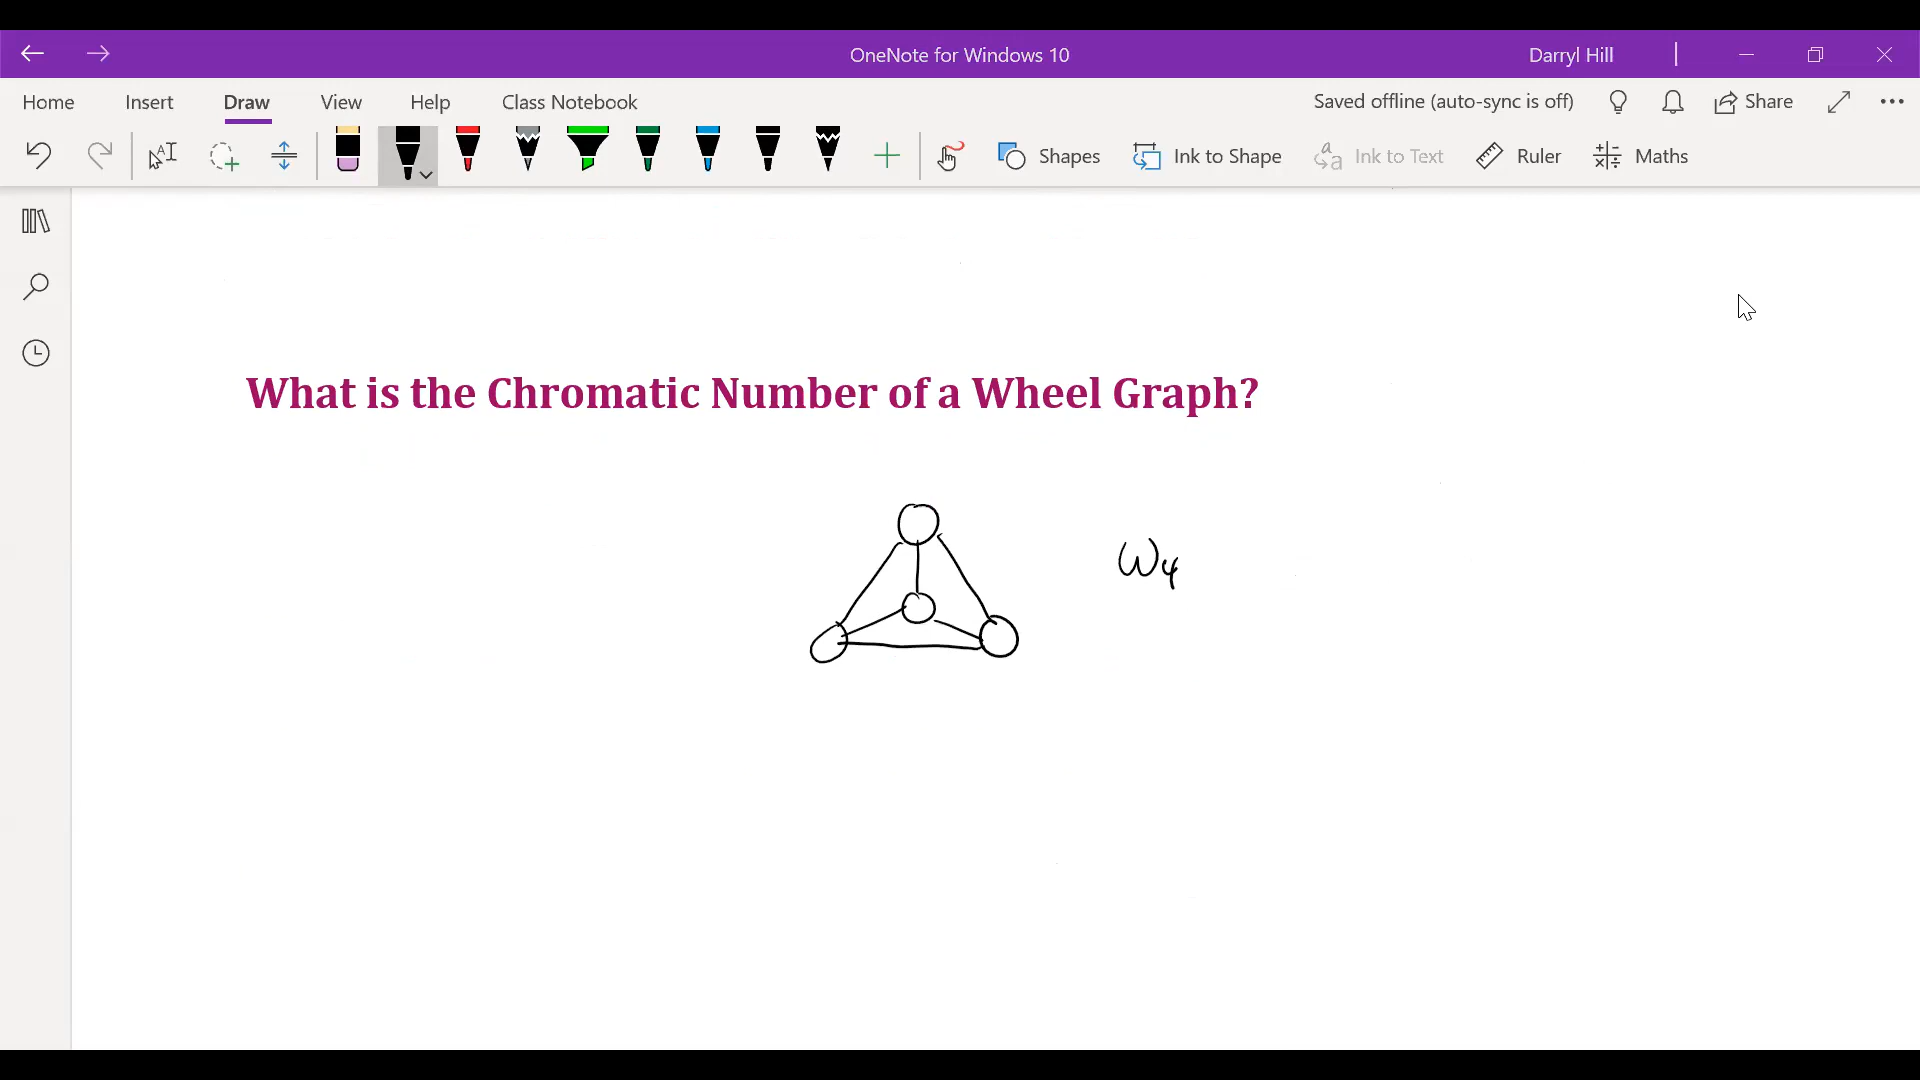 OneNote for Windows 10
Darryl Hill
Home Insert Draw View Help Class Notebook
Saved offline (auto-sync is off) Share
Shapes Ink to Shape Ink to Text Ruler Maths
What is the Chromatic Number of a Wheel Graph?
W4